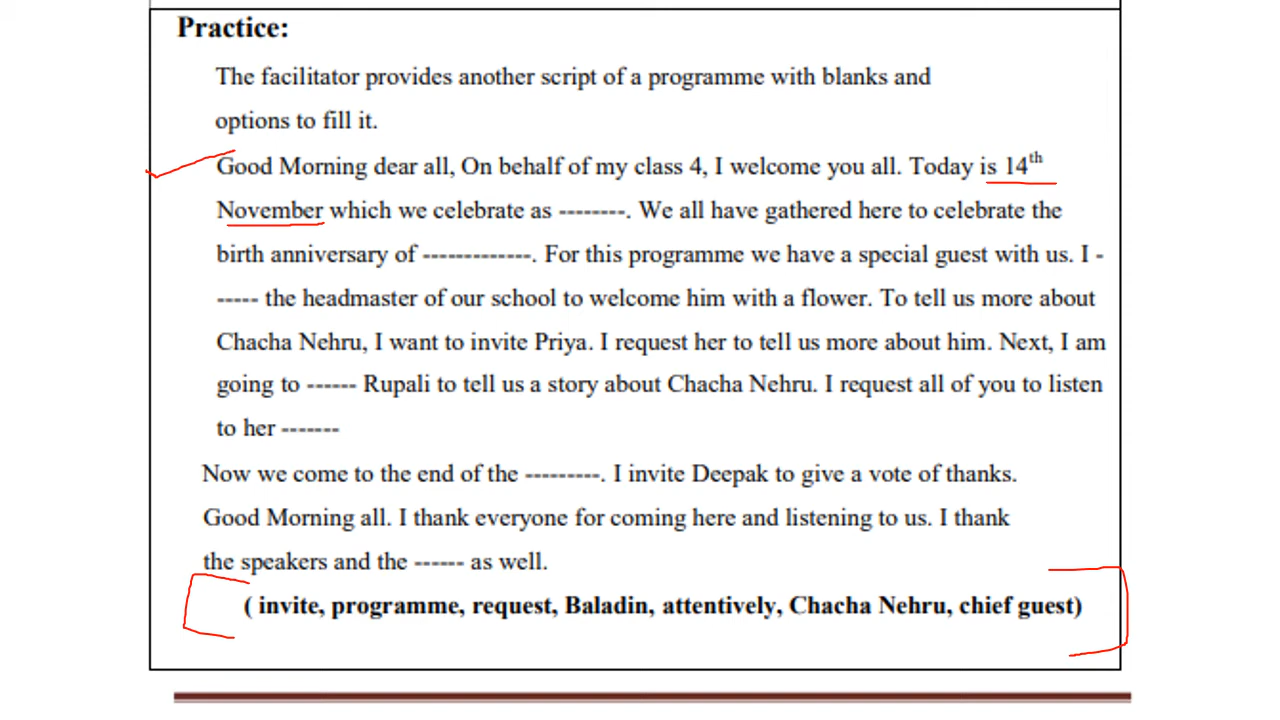 Practice:
The facilitator provides another script of a programme with blanks and
options to fill it.
Good Morning dear all, On behalf of my class 4, I welcome you all. Today is 14th
November which we celebrate as --------. We all have gathered here to celebrate the
birth anniversary of -------------. For this programme we have a special guest with us. I -
----- the headmaster of our school to welcome him with a flower. To tell us more about
Chacha Nehru, I want to invite Priya. I request her to tell us more about him. Next, I am
going to ------ Rupali to tell us a story about Chacha Nehru. I request all of you to listen
to her -------
Now we come to the end of the ---------. I invite Deepak to give a vote of thanks.
Good Morning all. I thank everyone for coming here and listening to us. I thank
the speakers and the ------ as well.
( invite, programme, request, Baladin, attentively, Chacha Nehru, chief guest)